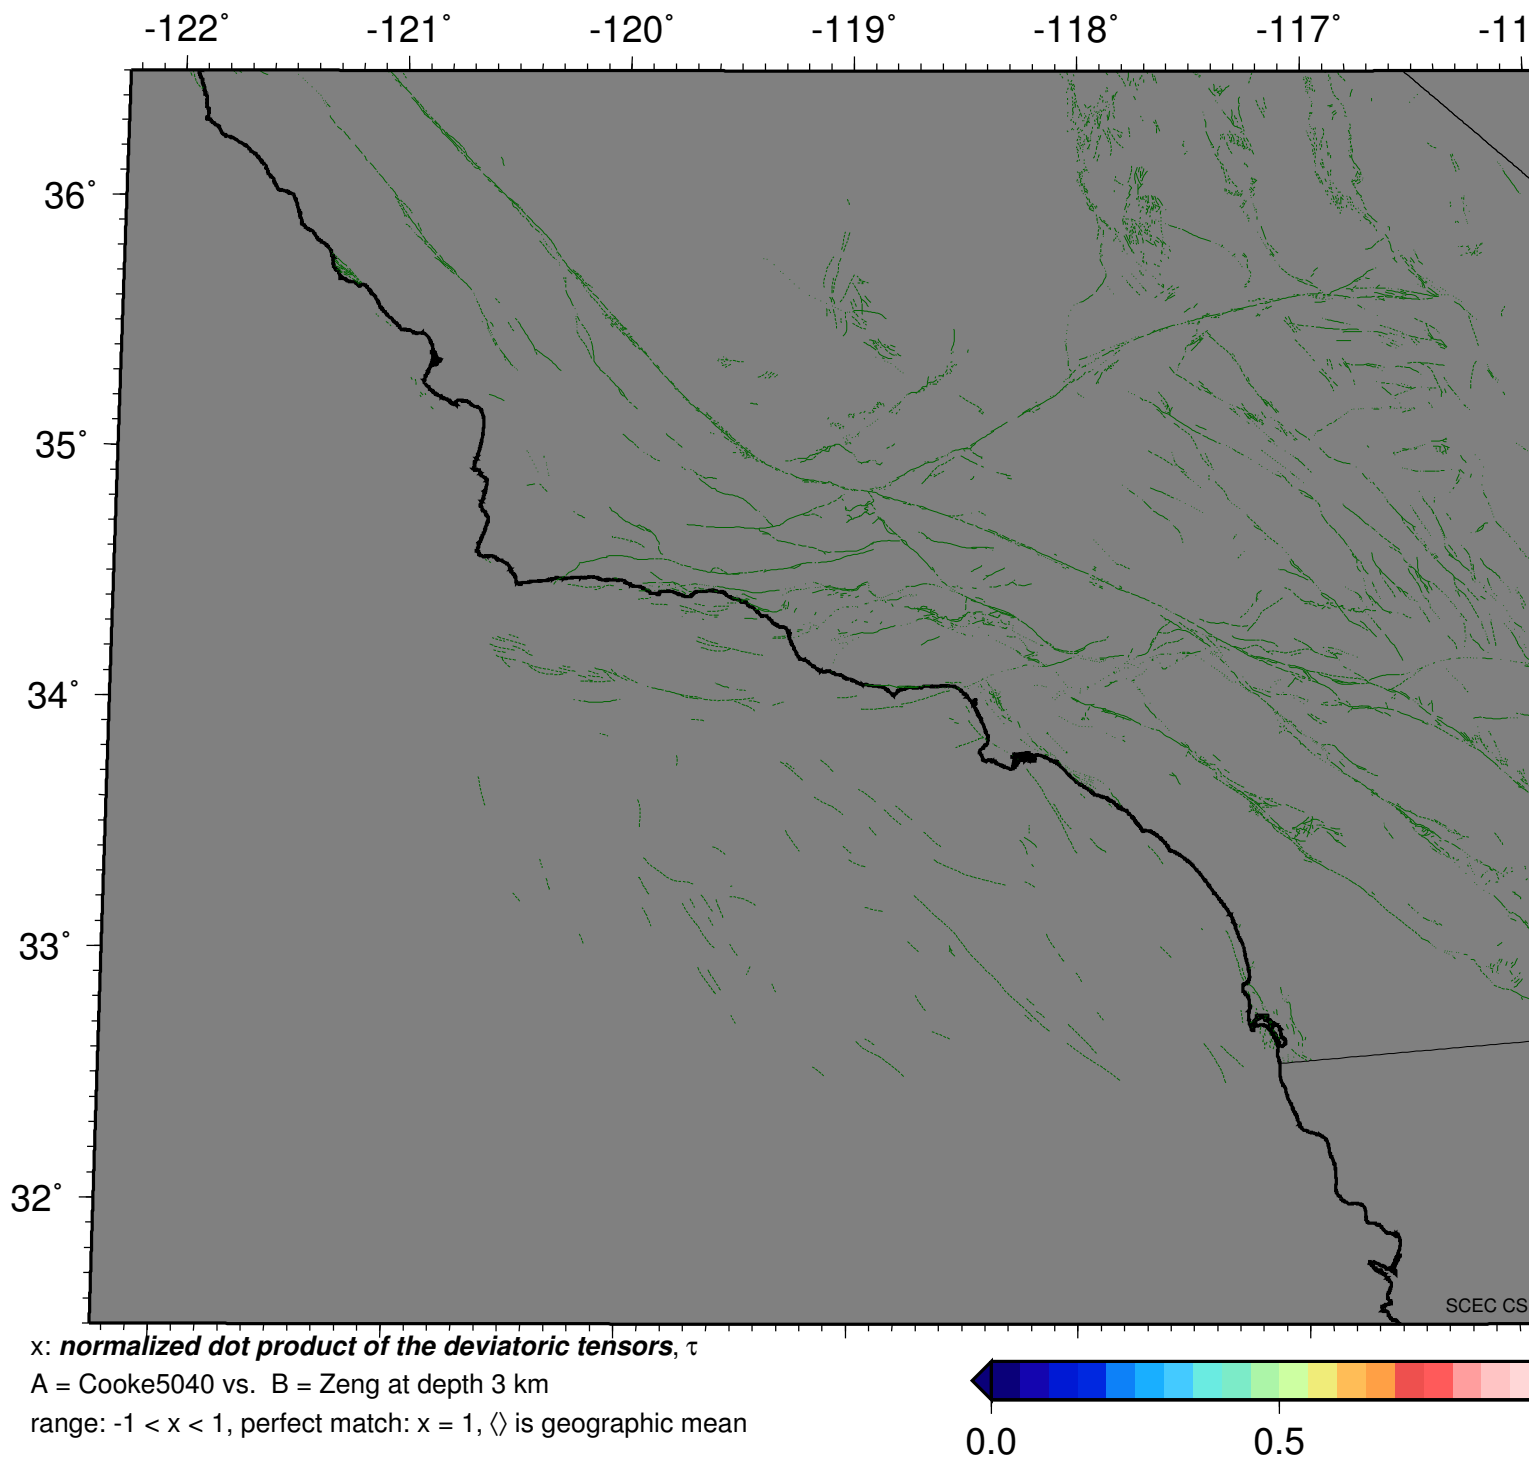 -122˚ -121˚ -120˚ -119˚ -118˚ -117˚ -11
36˚
35˚
34˚
33˚
32˚
SCEC CS
x: normalized dot product of the deviatoric tensors, τ
A = Cooke5040 vs. B = Zeng at depth 3 km
range: -1 < x < 1, perfect match: x = 1, ⟨⟩ is geographic mean
0.0 0.5